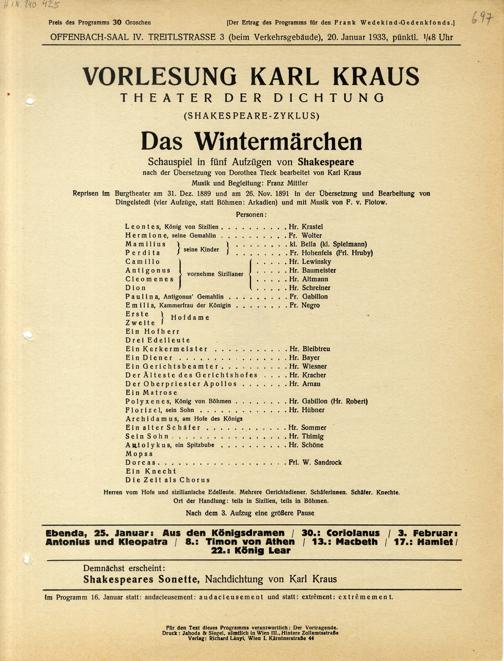 H.I.N. 240.425
697
Preis des Programms 30 Groschen [Der Ertrag des Programms für den Frank Wedekind-Gedenkfonds.]
OFFENBACH-SAAL IV. TREITLSTRASSE 3 (beim Verkehrsgebäude), 20. Januar 1933, pünktl. ½8 Uhr
VORLESUNG KARL KRAUS
THEATER DER DICHTUNG
(SHAKESPEARE-ZYKLUS)
Das Wintermärchen
Schauspiel in fünf Aufzügen von Shakespeare
nach der Übersetzung von Dorothea Tieck bearbeitet von Karl Kraus
Musik und Begleitung: Franz Mittler
Reprisen im Burgtheater am 31. Dez. 1889 und am 26. Nov. 1891 in der Übersetzung und Bearbeitung von
Dingelstedt (vier Aufzüge, statt Böhmen: Arkadien) und mit Musik von F. v. Flotow.
Personen:
Leontes, König von Sizilien . . . . . . . . . . Hr. Krastel
Hermione, seine Gemahlin . . . . . . . . . . Fr. Wolter
Mamilius } seine Kinder { . . . . . . . . . kl. Bella (kl. Spielmann)
Perdita . . . . . . . . . Fr. Hohenfels (Frl. Hruby)
Camillo . . . . . Hr. Lewinsky
Antigonus } vornehme Sizilianer { . . . . . Hr. Baumeister
Cleomenes . . . . . Hr. Altmann
Dion . . . . . Hr. Schreiner
Paulina, Antigonus' Gemahlin . . . . . . . . Fr. Gabillon
Emilia, Kammerfrau der Königin . . . . . . . Fr. Negro
Erste } Hofdame
Zweite
Ein Hofherr
Drei Edelleute
Ein Kerkermeister . . . . . . . . . . . Hr. Bleibtreu
Ein Diener . . . . . . . . . . . . . . . Hr. Bayer
Ein Gerichtsbeamter . . . . . . . . . . Hr. Wiesner
Der Älteste des Gerichtshofes . . . . Hr. Kracher
Der Oberpriester Apollos . . . . . . . Hr. Arnau
Ein Matrose
Polyxenes, König von Böhmen . . . . . . . . Hr. Gabillon (Hr. Robert)
Florizel, sein Sohn . . . . . . . . . . . . . Hr. Hübner
Archidamus, am Hofe des Königs
Ein alter Schäfer . . . . . . . . . . . . Hr. Sommer
Sein Sohn . . . . . . . . . . . . . . . . Hr. Thimig
Autolykus, ein Spitzbube . . . . . . . . . . Hr. Schöne
Mopsa
Dorcas . . . . . . . . . . . . . . . . . . Frl. W. Sandrock
Ein Knecht
Die Zeit als Chorus
Herren vom Hofe und sizilianische Edelleute. Mehrere Gerichtsdiener. Schäferinnen. Schäfer. Knechte.
Ort der Handlung: teils in Sizilien, teils in Böhmen.
Nach dem 3. Aufzug eine größere Pause
Ebenda, 25. Januar: Aus den Königsdramen / 30.: Coriolanus / 3. Februar:
Antonius und Kleopatra / 8.: Timon von Athen / 13.: Macbeth / 17.: Hamlet/
22.: König Lear
Demnächst erscheint:
Shakespeares Sonette, Nachdichtung von Karl Kraus
Im Programm 16. Januar statt: audacieusement: audacieusement und statt: extrêment: extrêmement.
Für den Text dieses Programms verantwortlich: Der Vortragende.
Druck: Jahoda & Siegel, sämtlich in Wien III., Hintere Zollamtsstraße
Verlag: Richard Lányi, Wien I. Kärntnerstraße 44